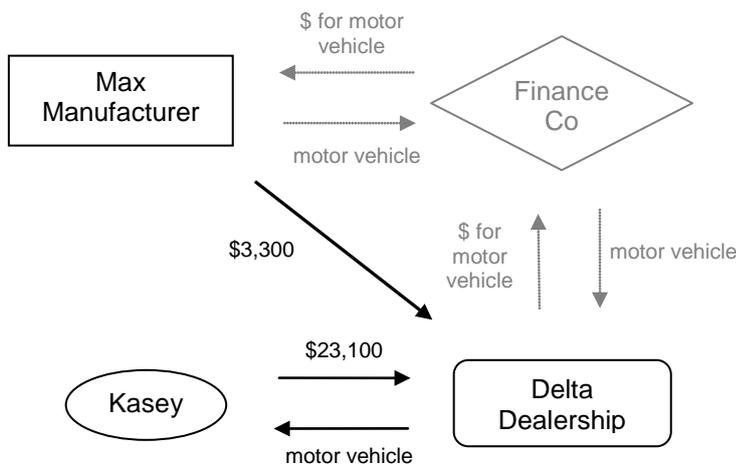 $ for motor
vehicle
Max
Manufacturer
Finance
Co
motor vehicle
$3,300
$ for
motor
vehicle
motor vehicle
$23,100
Kasey
Delta
Dealership
motor vehicle